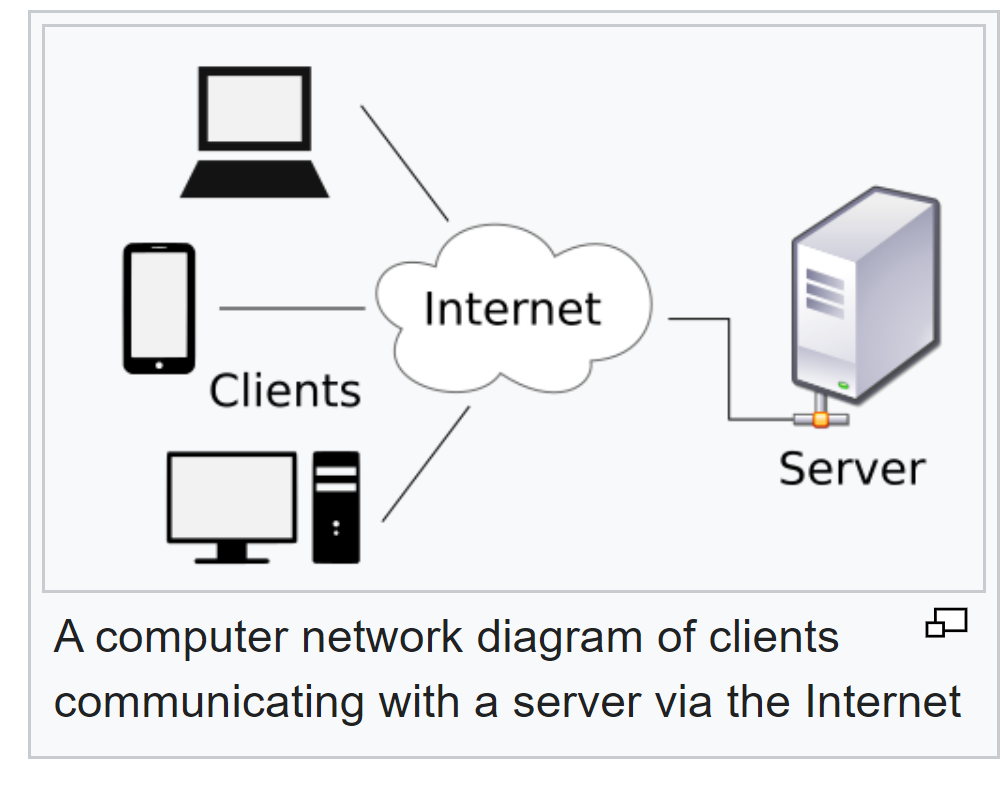 Internet
Clients
Server
A computer network diagram of clients
communicating with a server via the Internet